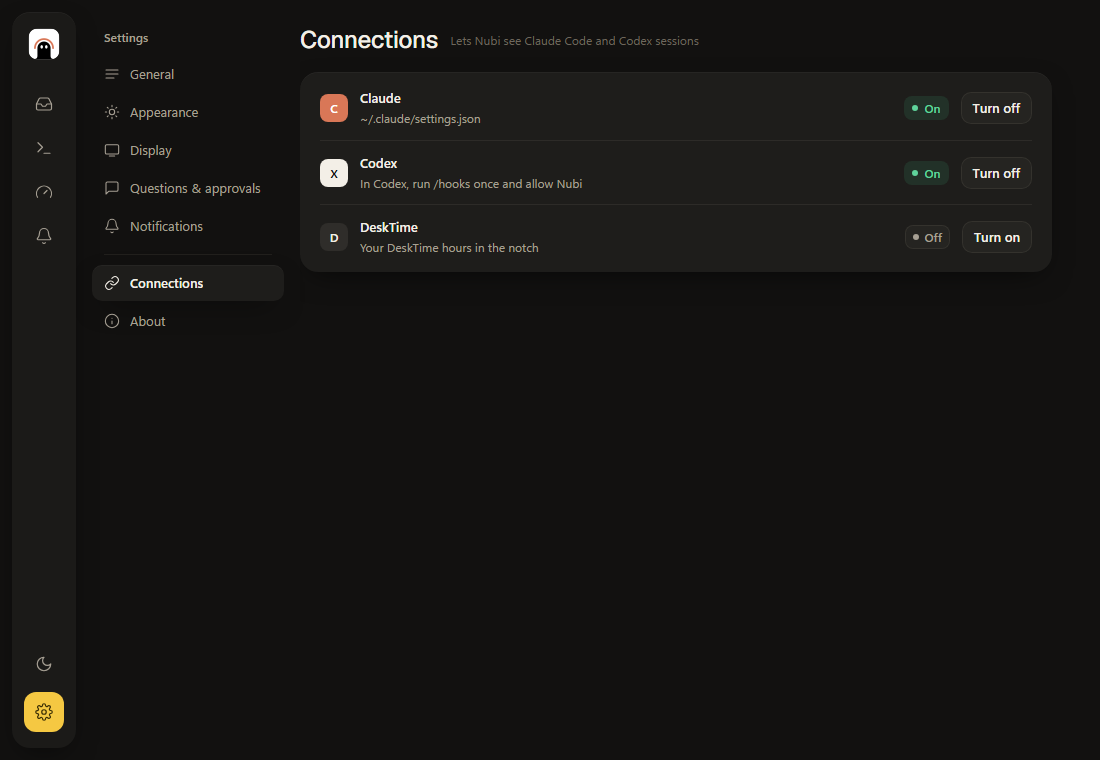 Settings
General
Appearance
Display
Questions & approvals
Notifications
Connections
About
Connections
Lets Nubi see Claude Code and Codex sessions
C
Claude
~/.claude/settings.json
On
Turn off
X
Codex
In Codex, run /hooks once and allow Nubi
On
Turn off
D
DeskTime
Your DeskTime hours in the notch
Off
Turn on